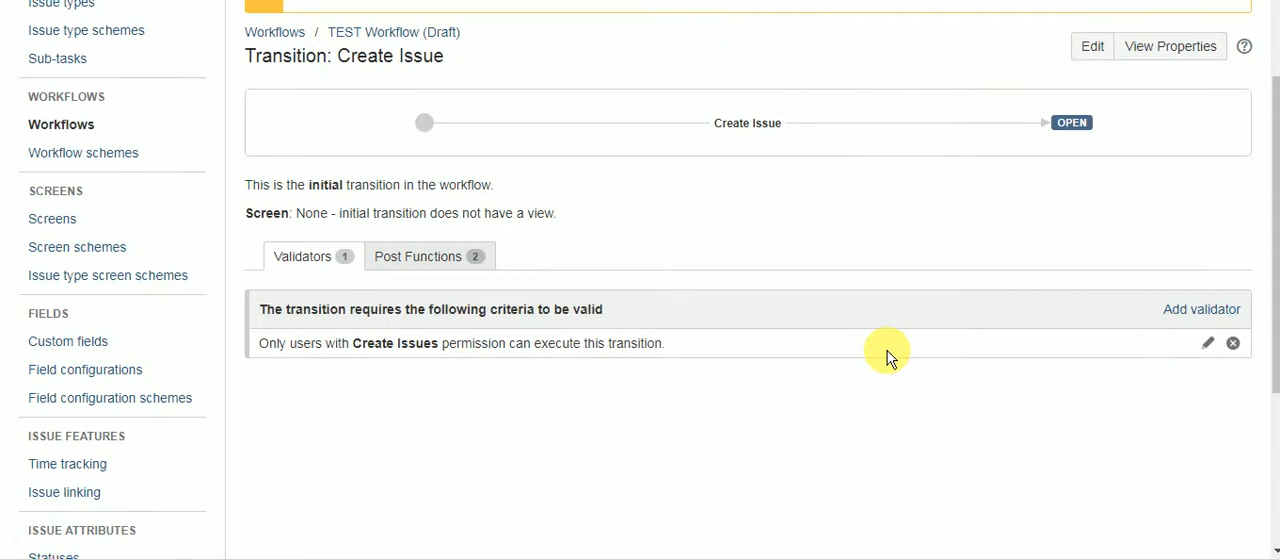 Issue types
Issue type schemes
Sub-tasks
WORKFLOWS
Workflows
Workflow schemes
SCREENS
Screens
Screen schemes
Issue type screen schemes
FIELDS
Custom fields
Field configurations
Field configuration schemes
ISSUE FEATURES
Time tracking
Issue linking
ISSUE ATTRIBUTES
Statuses
Workflows / TEST Workflow (Draft)
Transition: Create Issue
Edit View Properties ?
Create Issue OPEN
This is the initial transition in the workflow.
Screen: None - initial transition does not have a view.
Validators 1 Post Functions 2
The transition requires the following criteria to be valid Add validator
Only users with Create Issues permission can execute this transition.